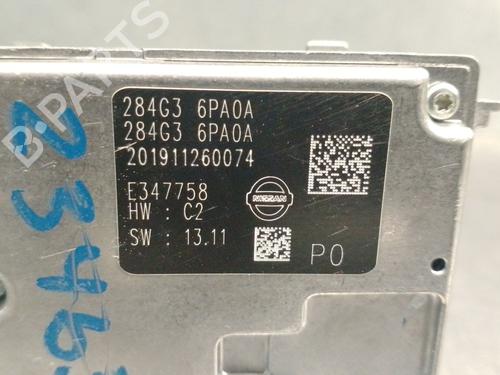 B-PARTS
284G3 6PA0A
284G3 6PA0A
201911260074
E347758
HW : C2
NISSAN
SW : 13.11
P0